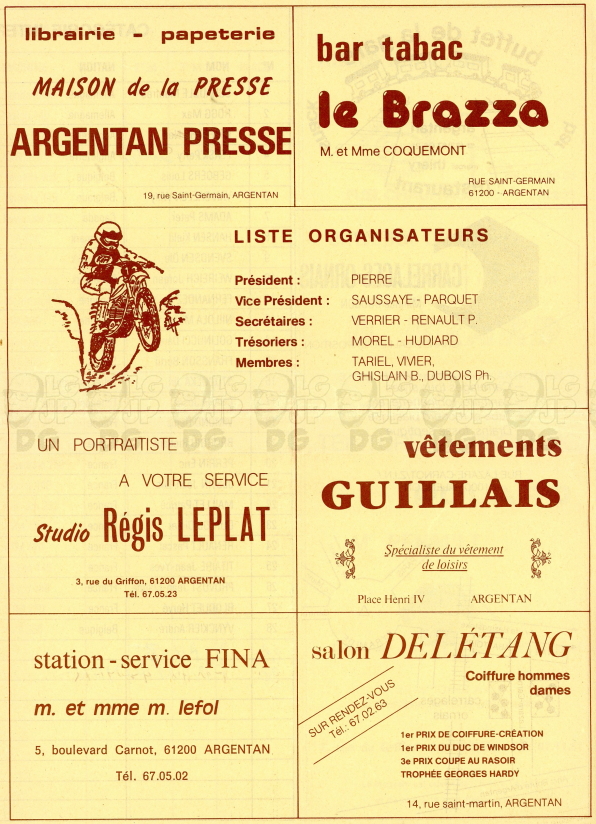 librairie - papeterie
MAISON de la PRESSE
ARGENTAN PRESSE
19, rue Saint-Germain, ARGENTAN
bar tabac
le Brazza
M. et Mme COQUEMONT
RUE SAINT-GERMAIN
61200 - ARGENTAN
LISTE ORGANISATEURS
Président : PIERRE
Vice Président : SAUSSAYE - PARQUET
Secrétaires : VERRIER - RENAULT P.
Trésoriers : MOREL - HUDIARD
Membres : TARIEL, VIVIER,
GHISLAIN B., DUBOIS Ph.
UN PORTRAITISTE
A VOTRE SERVICE
Studio Régis LEPLAT
3, rue du Griffon, 61200 ARGENTAN
Tél. 67.05.23
vêtements
GUILLAIS
Spécialiste du vêtement
de loisirs
Place Henri IV ARGENTAN
station-service FINA
m. et mme m. lefol
5, boulevard Carnot, 61200 ARGENTAN
Tél. 67.05.02
salon DELÉTANG
Coiffure hommes
dames
SUR RENDEZ-VOUS
Tél.: 67.02.63
1er PRIX DE COIFFURE-CRÉATION
1er PRIX DU DUC DE WINDSOR
3e PRIX COUPE AU RASOIR
TROPHÉE GEORGES HARDY
14, rue saint-martin, ARGENTAN